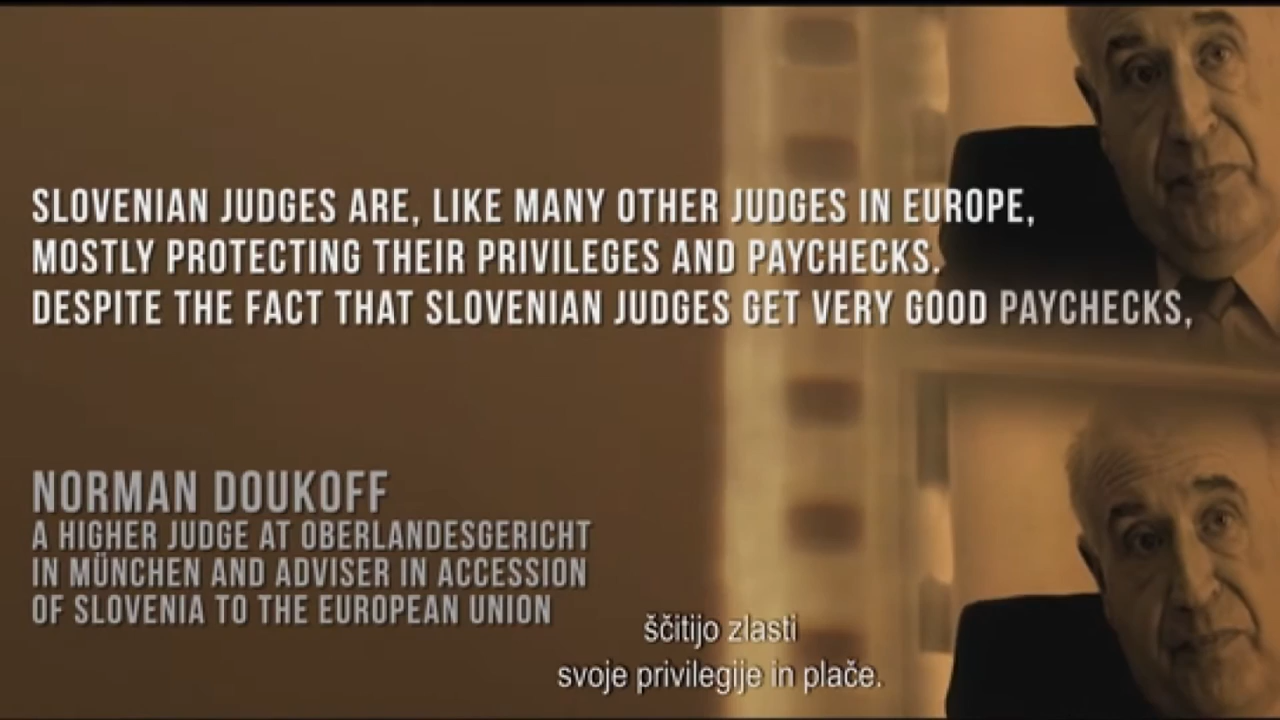 SLOVENIAN JUDGES ARE, LIKE MANY OTHER JUDGES IN EUROPE,
MOSTLY PROTECTING THEIR PRIVILEGES AND PAYCHECKS.
DESPITE THE FACT THAT SLOVENIAN JUDGES GET VERY GOOD PAYCHECKS,
NORMAN DOUKOFF
A HIGHER JUDGE AT OBERLANDESGERICHT
IN MÜNCHEN AND ADVISER IN ACCESSION
OF SLOVENIA TO THE EUROPEAN UNION
ščitijo zlasti
svoje privilegije in plače.